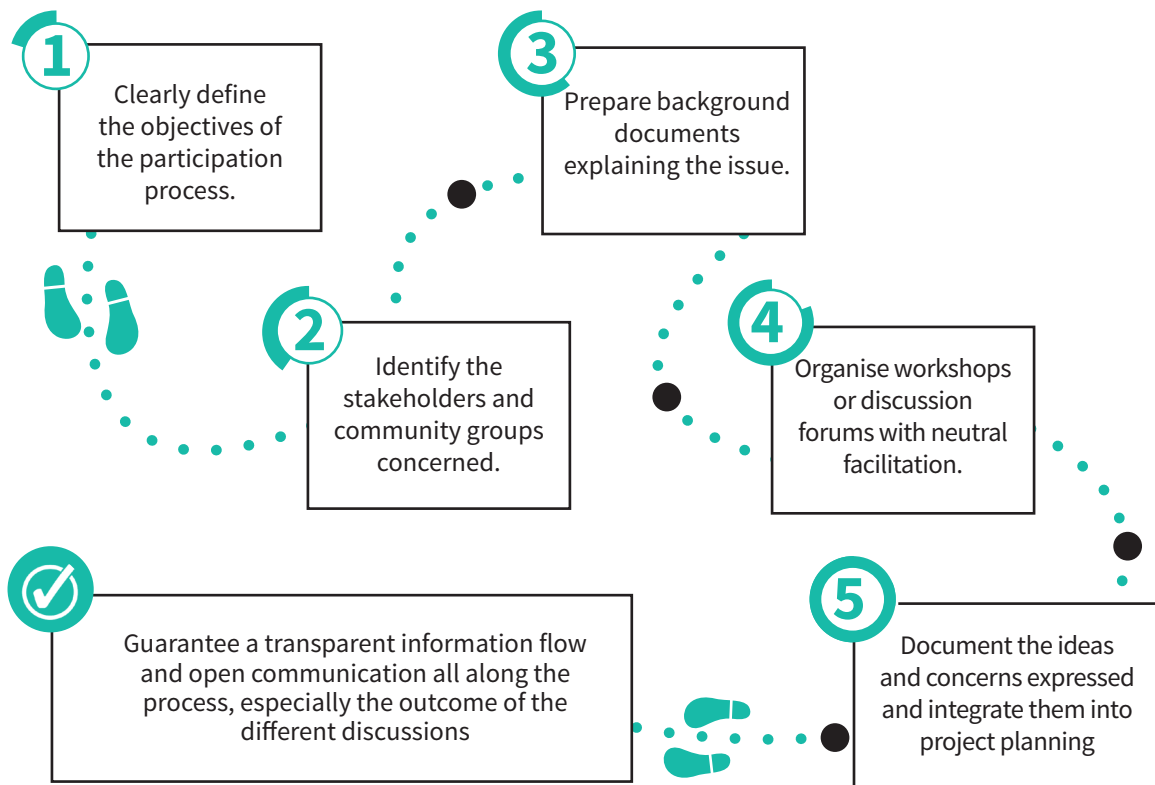 1
Clearly define
the objectives of
the participation
process.
2
Identify the
stakeholders and
community groups
concerned.
3
Prepare background
documents
explaining the issue.
4
Organise workshops
or discussion
forums with neutral
facilitation.
5
Document the ideas
and concerns expressed
and integrate them into
project planning
Guarantee a transparent information flow
and open communication all along the
process, especially the outcome of the
different discussions